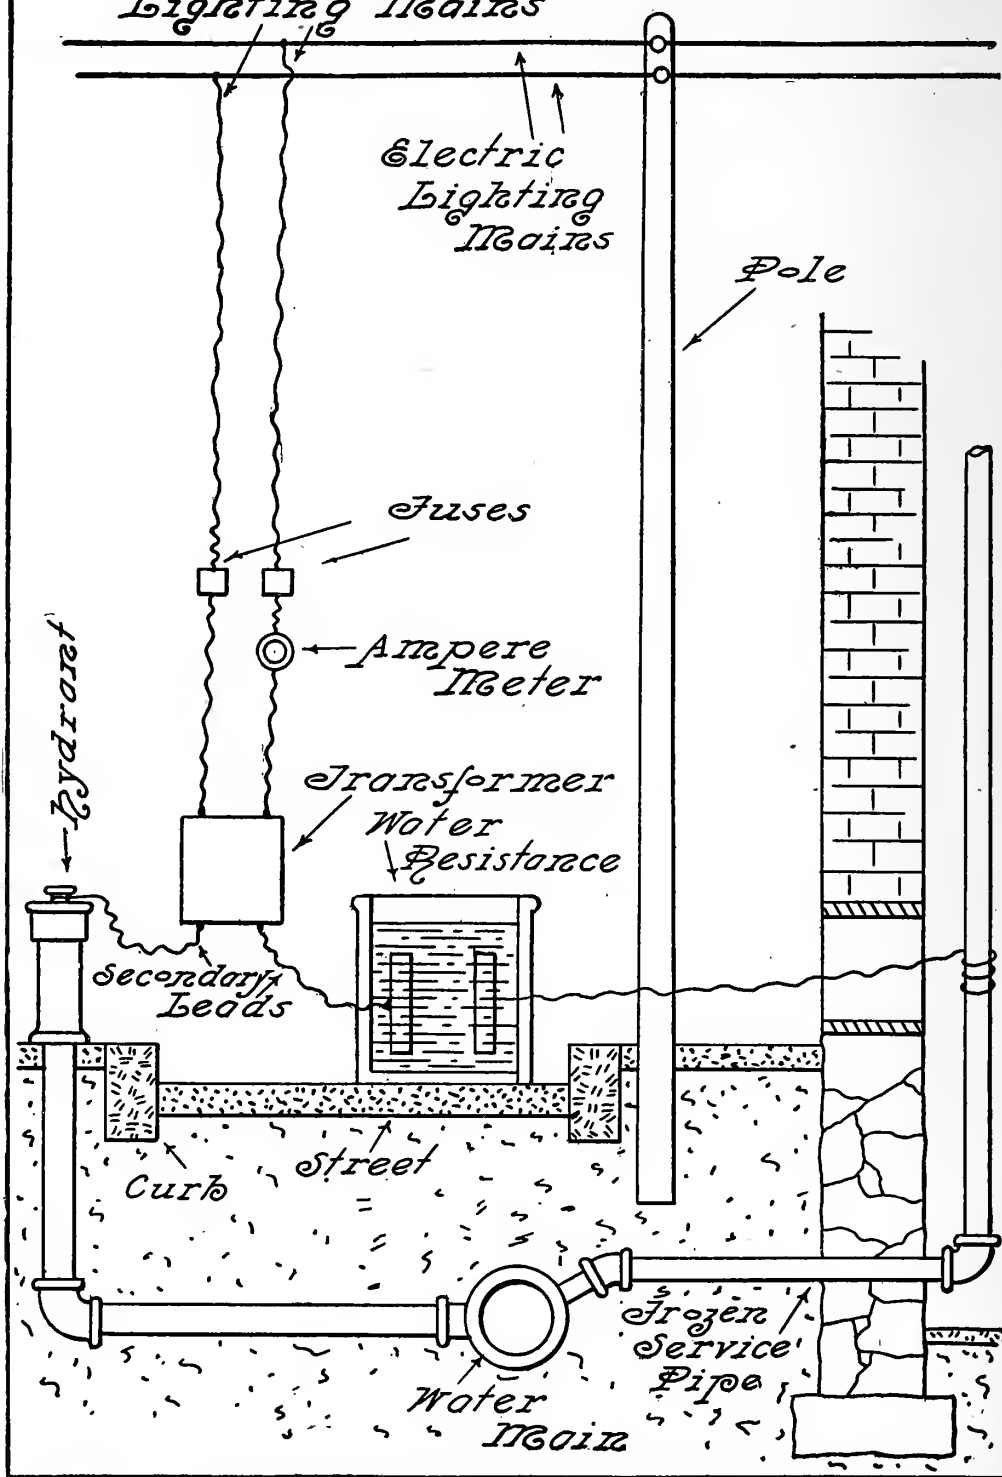 Lighting Mains
Electric
Lighting
Mains
Pole
Fuses
Ampere
Meter
Hydrant
Transformer
Water
Resistance
Secondary
Leads
Street
Curb
Frozen
Service
Pipe
Water
Main